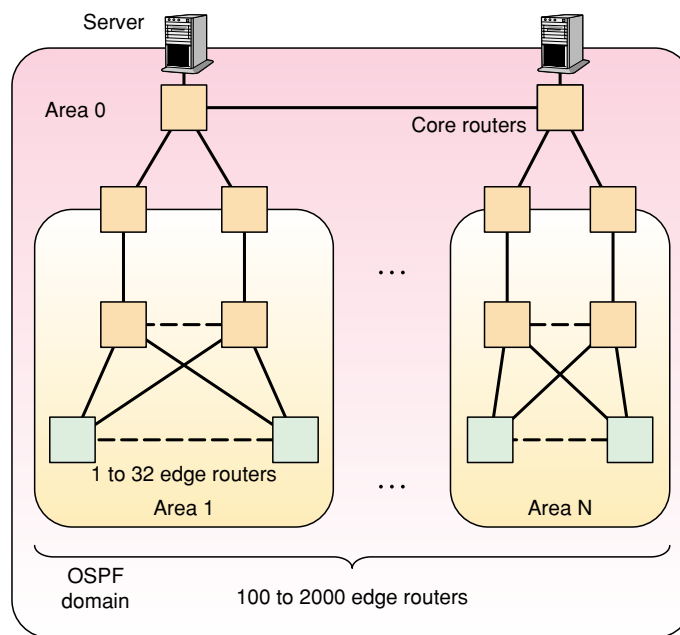 Server
Area 0
Core routers
...
1 to 32 edge routers
...
Area 1
Area N
OSPF
domain
100 to 2000 edge routers